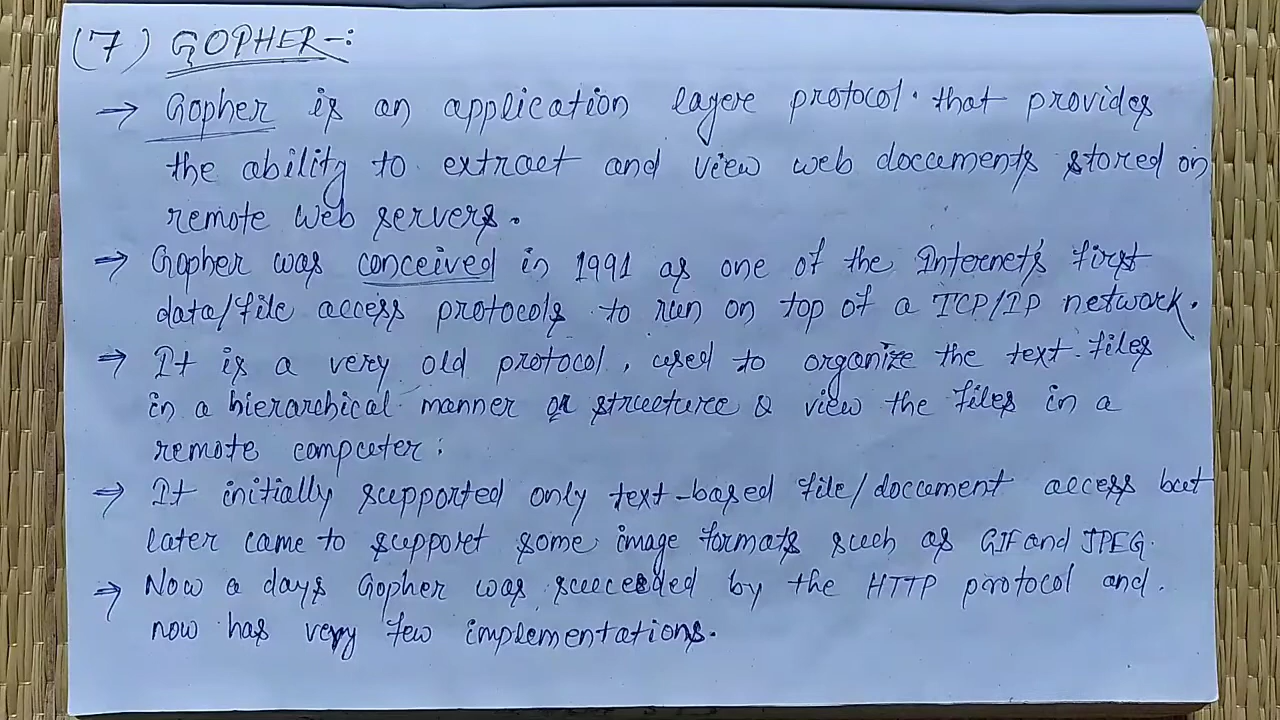 (7) GOPHER-:
→ Gopher is an application layer protocol. that provides
the ability to extract and view web documents stored on
remote web servers.
⇒ Gopher was conceived in 1991 as one of the Internet's first
data/file access protocols to run on top of a TCP/IP network.
⇒ It is a very old protocol, used to organize the text files
in a hierarchical manner or structure & view the files in a
remote computer.
⇒ It initially supported only text-based file/document access but
later came to support some image formats such as GIF and JPEG.
⇒ Now a days Gopher was succeeded by the HTTP protocol and.
now has very few implementations.